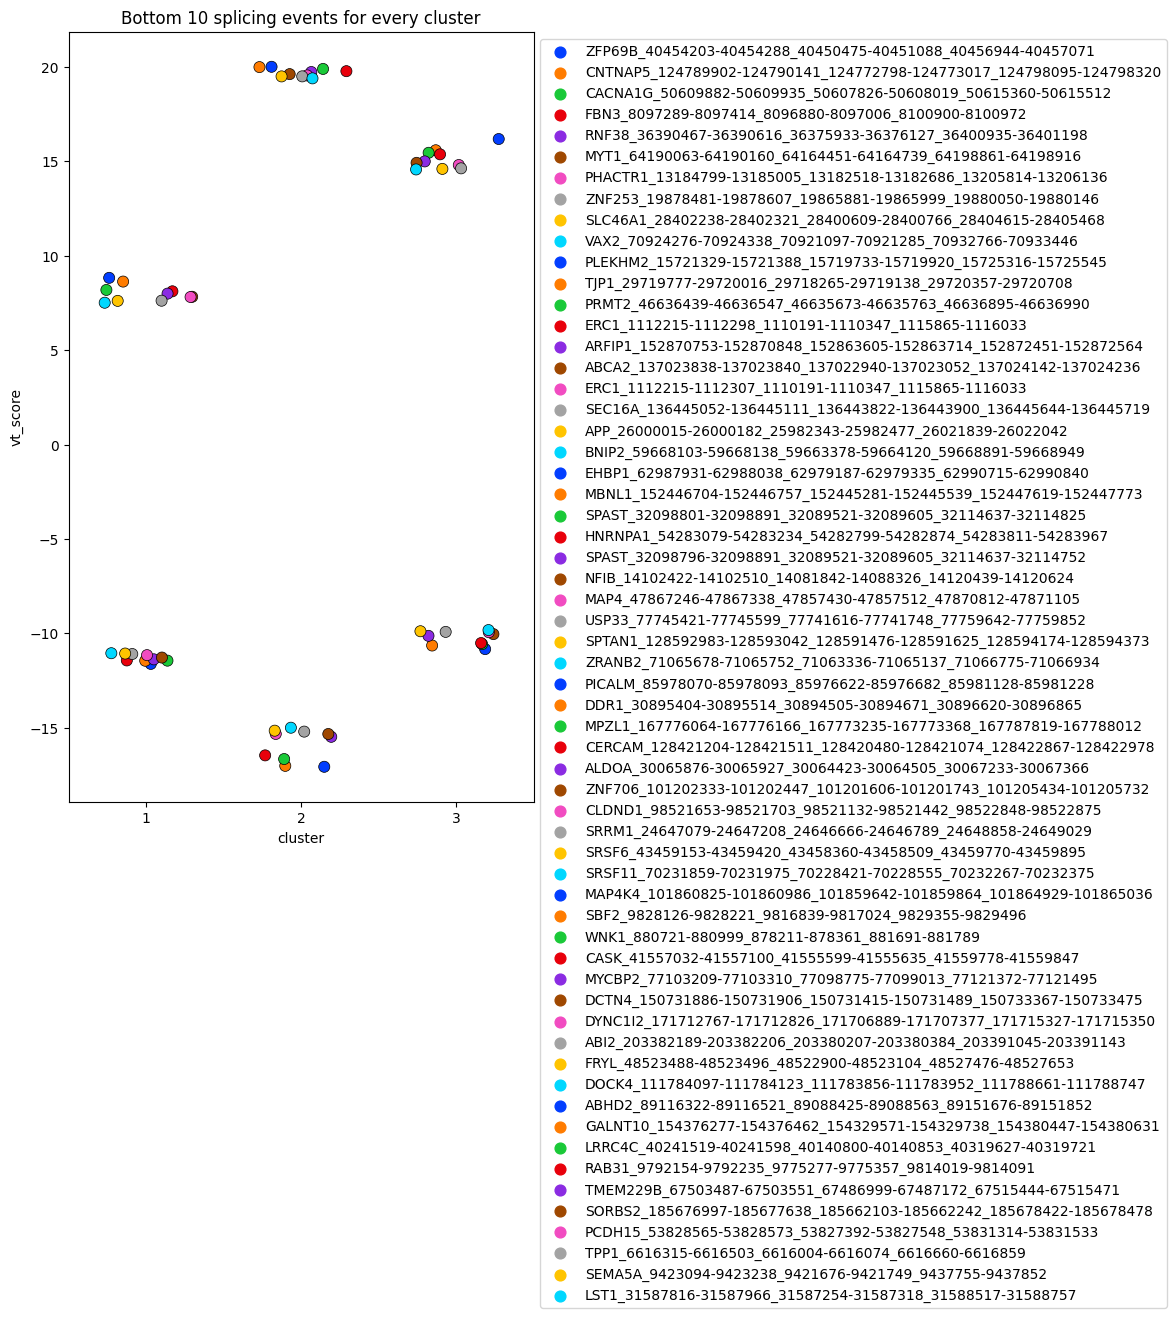 Bottom 10 splicing events for every cluster
20
15
10
5
0
−5
−10
−15
vt_score
1
2
3
cluster
ZFP69B_40454203-40454288_40450475-40451088_40456944-40457071
CNTNAP5_124789902-124790141_124772798-124773017_124798095-124798320
CACNA1G_50609882-50609935_50607826-50608019_50615360-50615512
FBN3_8097289-8097414_8096880-8097006_8100900-8100972
RNF38_36390467-36390616_36375933-36376127_36400935-36401198
MYT1_64190063-64190160_64164451-64164739_64198861-64198916
PHACTR1_13184799-13185005_13182518-13182686_13205814-13206136
ZNF253_19878481-19878607_19865881-19865999_19880050-19880146
SLC46A1_28402238-28402321_28400609-28400766_28404615-28405468
VAX2_70924276-70924338_70921097-70921285_70932766-70933446
PLEKHM2_15721329-15721388_15719733-15719920_15725316-15725545
TJP1_29719777-29720016_29718265-29719138_29720357-29720708
PRMT2_46636439-46636547_46635673-46635763_46636895-46636990
ERC1_1112215-1112298_1110191-1110347_1115865-1116033
ARFIP1_152870753-152870848_152863605-152863714_152872451-152872564
ABCA2_137023838-137023840_137022940-137023052_137024142-137024236
ERC1_1112215-1112307_1110191-1110347_1115865-1116033
SEC16A_136445052-136445111_136443822-136443900_136445644-136445719
APP_26000015-26000182_25982343-25982477_26021839-26022042
BNIP2_59668103-59668138_59663378-59664120_59668891-59668949
EHBP1_62987931-62988038_62979187-62979335_62990715-62990840
MBNL1_152446704-152446757_152445281-152445539_152447619-152447773
SPAST_32098801-32098891_32089521-32089605_32114637-32114825
HNRNPA1_54283079-54283234_54282799-54282874_54283811-54283967
SPAST_32098796-32098891_32089521-32089605_32114637-32114752
NFIB_14102422-14102510_14081842-14088326_14120439-14120624
MAP4_47867246-47867338_47857430-47857512_47870812-47871105
USP33_77745421-77745599_77741616-77741748_77759642-77759852
SPTAN1_128592983-128593042_128591476-128591625_128594174-128594373
ZRANB2_71065678-71065752_71063336-71065137_71066775-71066934
PICALM_85978070-85978093_85976622-85976682_85981128-85981228
DDR1_30895404-30895514_30894505-30894671_30896620-30896865
MPZL1_167776064-167776166_167773235-167773368_167787819-167788012
CERCAM_128421204-128421511_128420480-128421074_128422867-128422978
ALDOA_30065876-30065927_30064423-30064505_30067233-30067366
ZNF706_101202333-101202447_101201606-101201743_101205434-101205732
CLDND1_98521653-98521703_98521132-98521442_98522848-98522875
SRRM1_24647079-24647208_24646666-24646789_24648858-24649029
SRSF6_43459153-43459420_43458360-43458509_43459770-43459895
SRSF11_70231859-70231975_70228421-70228555_70232267-70232375
MAP4K4_101860825-101860986_101859642-101859864_101864929-101865036
SBF2_9828126-9828221_9816839-9817024_9829355-9829496
WNK1_880721-880999_878211-878361_881691-881789
CASK_41557032-41557100_41555599-41555635_41559778-41559847
MYCBP2_77103209-77103310_77098775-77099013_77121372-77121495
DCTN4_150731886-150731906_150731415-150731489_150733367-150733475
DYNC1I2_171712767-171712826_171706889-171707377_171715327-171715350
ABI2_203382189-203382206_203380207-203380384_203391045-203391143
FRYL_48523488-48523496_48522900-48523104_48527476-48527653
DOCK4_111784097-111784123_111783856-111783952_111788661-111788747
ABHD2_89116322-89116521_89088425-89088563_89151676-89151852
GALNT10_154376277-154376462_154329571-154329738_154380447-154380631
LRRC4C_40241519-40241598_40140800-40140853_40319627-40319721
RAB31_9792154-9792235_9775277-9775357_9814019-9814091
TMEM229B_67503487-67503551_67486999-67487172_67515444-67515471
SORBS2_185676997-185677638_185662103-185662242_185678422-185678478
PCDH15_53828565-53828573_53827392-53827548_53831314-53831533
TPP1_6616315-6616503_6616004-6616074_6616660-6616859
SEMA5A_9423094-9423238_9421676-9421749_9437755-9437852
LST1_31587816-31587966_31587254-31587318_31588517-31588757